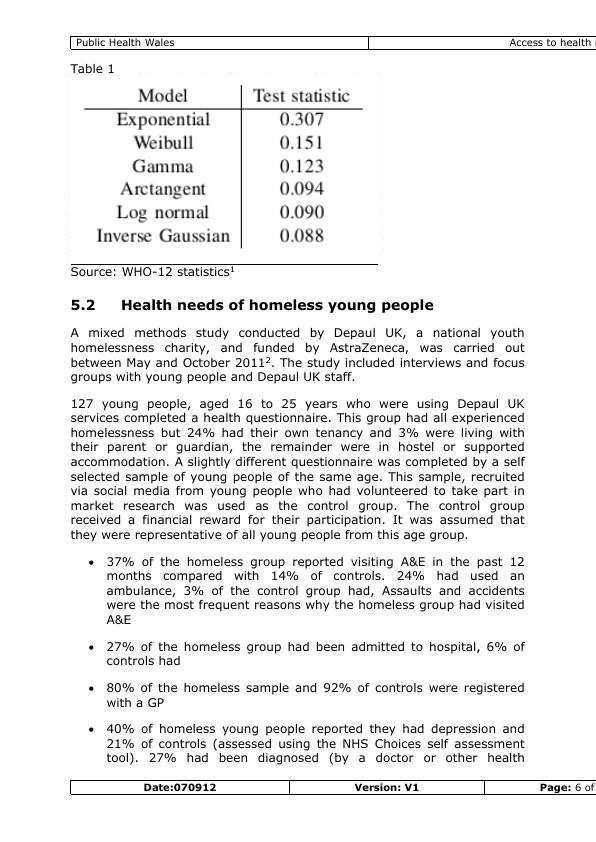 Public Health Wales
Access to health
Table 1
Model Test statistic
Exponential 0.307
Weibull 0.151
Gamma 0.123
Arctangent 0.094
Log normal 0.090
Inverse Gaussian 0.088
Source: WHO-12 statistics¹
5.2 Health needs of homeless young people
A mixed methods study conducted by Depaul UK, a national youth
homelessness charity, and funded by AstraZeneca, was carried out
between May and October 2011². The study included interviews and focus
groups with young people and Depaul UK staff.
127 young people, aged 16 to 25 years who were using Depaul UK
services completed a health questionnaire. This group had all experienced
homelessness but 24% had their own tenancy and 3% were living with
their parent or guardian, the remainder were in hostel or supported
accommodation. A slightly different questionnaire was completed by a self
selected sample of young people of the same age. This sample, recruited
via social media from young people who had volunteered to take part in
market research was used as the control group. The control group
received a financial reward for their participation. It was assumed that
they were representative of all young people from this age group.
• 37% of the homeless group reported visiting A&E in the past 12
months compared with 14% of controls. 24% had used an
ambulance, 3% of the control group had, Assaults and accidents
were the most frequent reasons why the homeless group had visited
A&E
• 27% of the homeless group had been admitted to hospital, 6% of
controls had
• 80% of the homeless sample and 92% of controls were registered
with a GP
• 40% of homeless young people reported they had depression and
21% of controls (assessed using the NHS Choices self assessment
tool). 27% had been diagnosed (by a doctor or other health
Date:070912 Version: V1 Page: 6 of